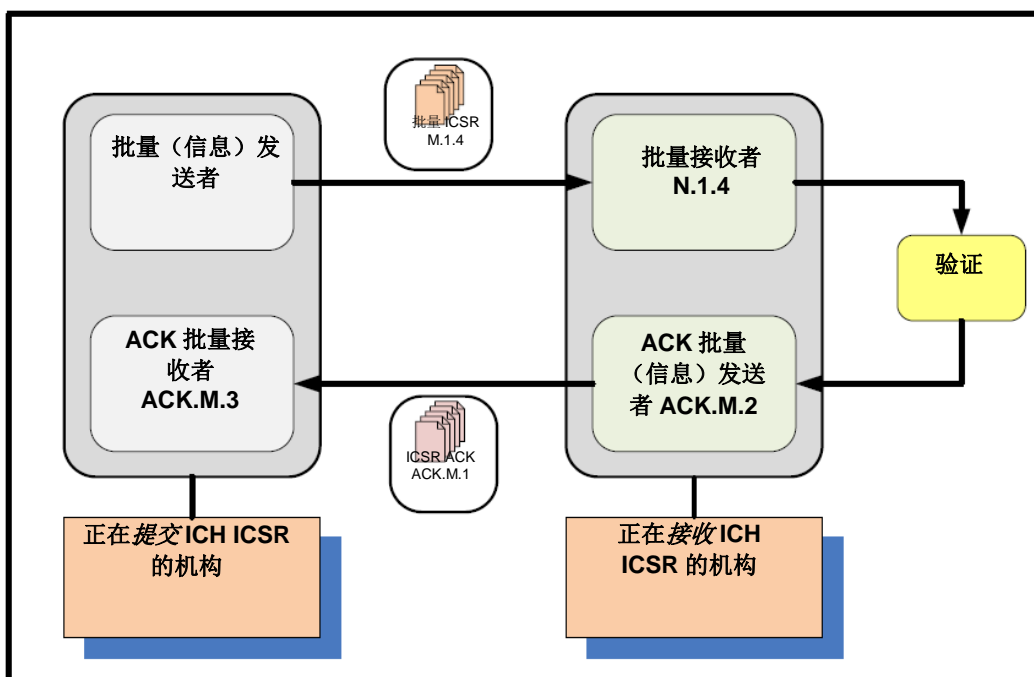 批量 ICSR
M.1.4
批量（信息）发
送者
批量接收者
N.1.4
验证
ACK 批量接
收者
ACK.M.3
ACK 批量
（信息）发送
者 ACK.M.2
ICSR ACK
ACK.M.1
正在提交 ICH ICSR
的机构
正在接收 ICH
ICSR 的机构